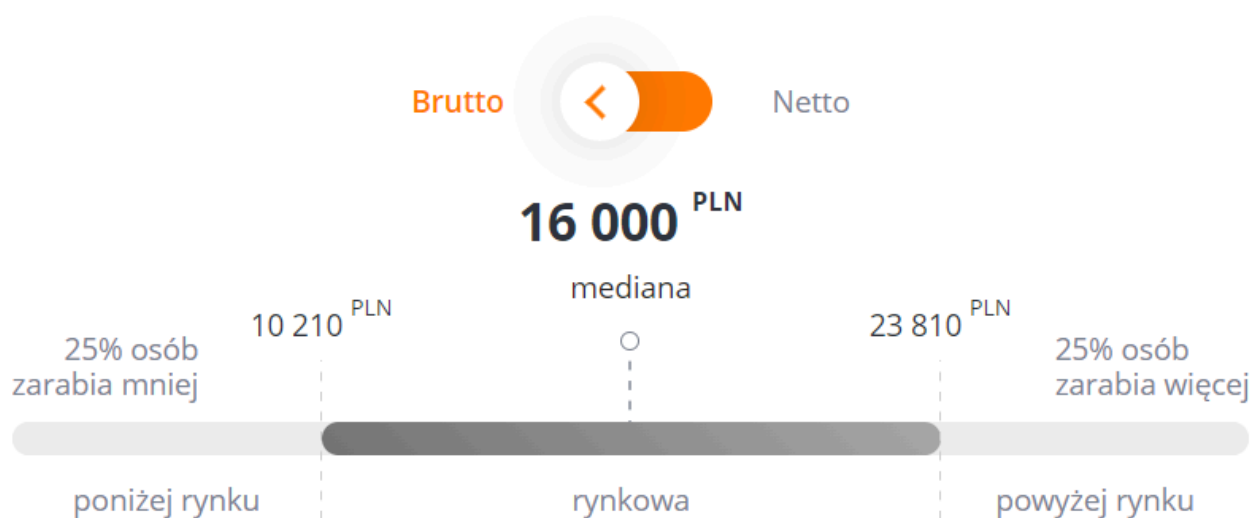 Brutto Netto
16 000 PLN
mediana
10 210 PLN
23 810 PLN
25% osób
zarabia mniej
25% osób
zarabia więcej
poniżej rynku
rynkowa
powyżej rynku